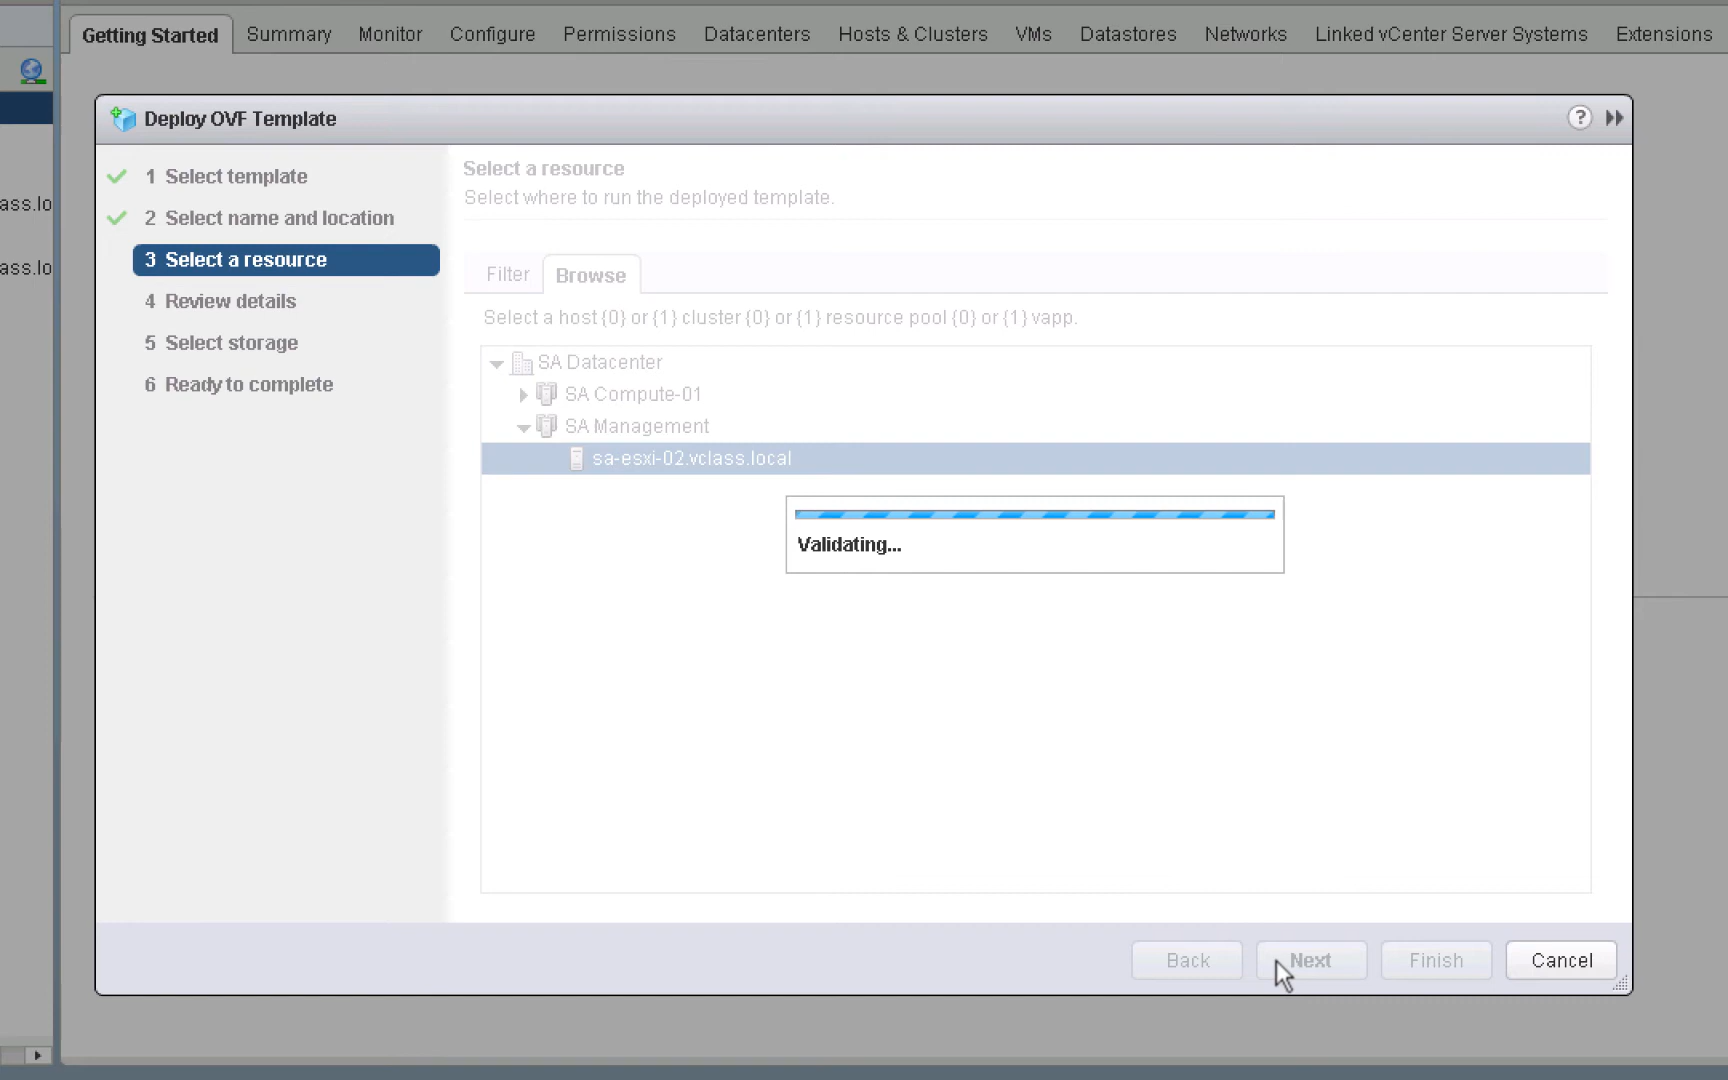 Getting Started Summary Monitor Configure Permissions Datacenters Hosts & Clusters VMs Datastores Networks Linked vCenter Server Systems Extensions
Deploy OVF Template
?
ass.lo
ass.lo
1 Select template
2 Select name and location
3 Select a resource
4 Review details
5 Select storage
6 Ready to complete
Select a resource
Select where to run the deployed template.
Filter Browse
Select a host {0} or {1} cluster {0} or {1} resource pool {0} or {1} vapp.
SA Datacenter
SA Compute-01
SA Management
sa-esxi-02.vclass.local
Validating...
Back Next Finish Cancel